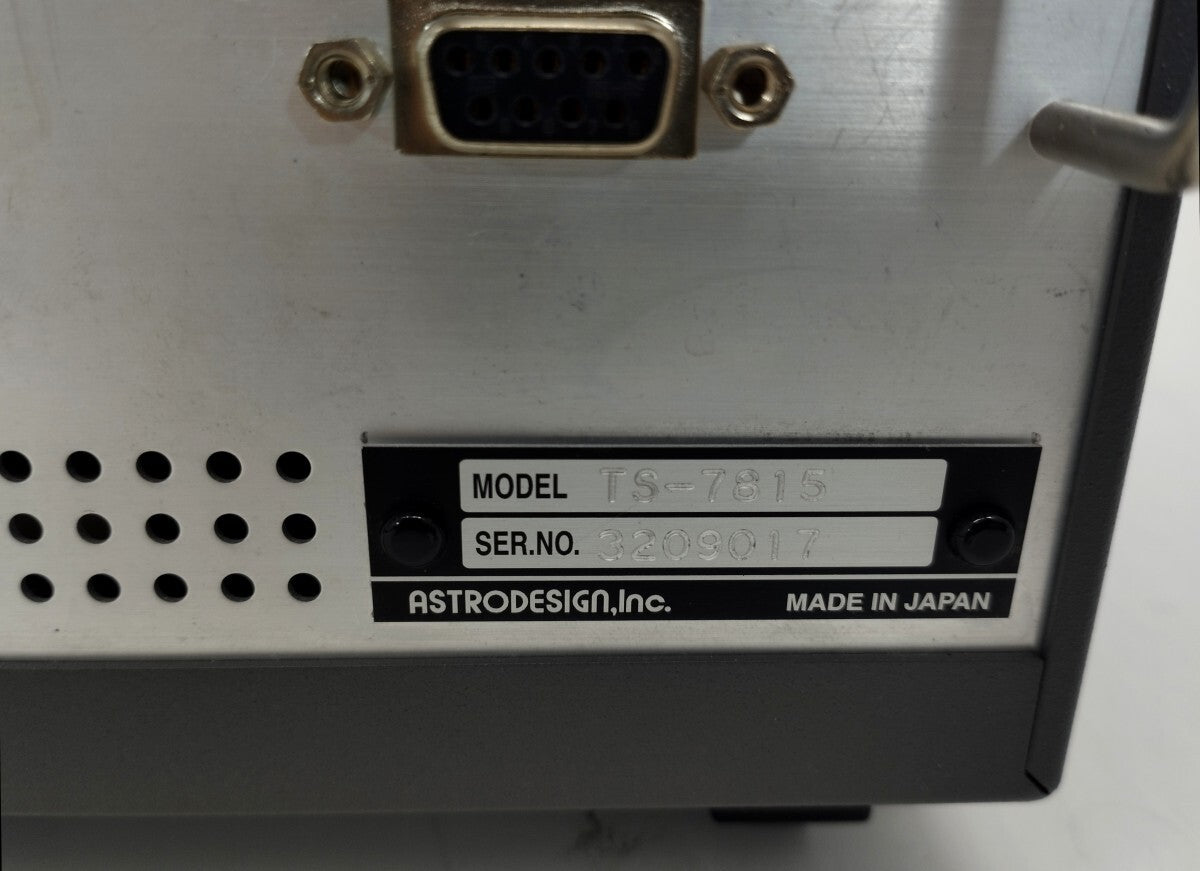 MODEL TS-7815
SER.NO. 3209017
ASTRODESIGN,Inc. MADE IN JAPAN